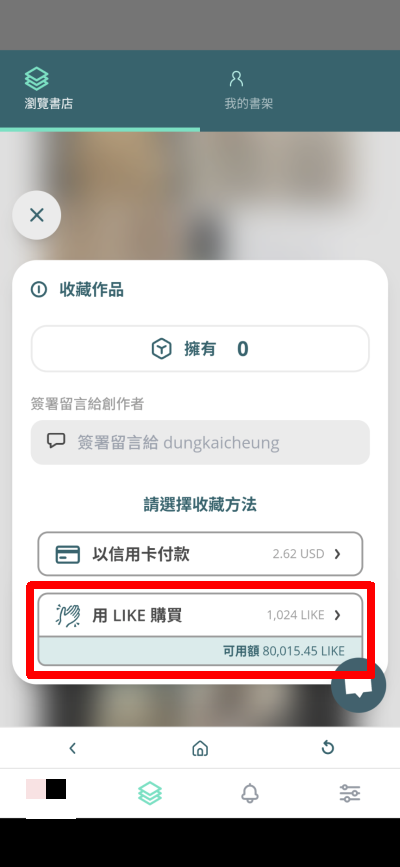 瀏覽書店
我的書架
收藏作品
擁有 0
簽署留言給創作者
簽署留言給 dungkaicheung
請選擇收藏方法
以信用卡付款 2.62 USD
用 LIKE 購買 1,024 LIKE
可用額 80,015.45 LIKE